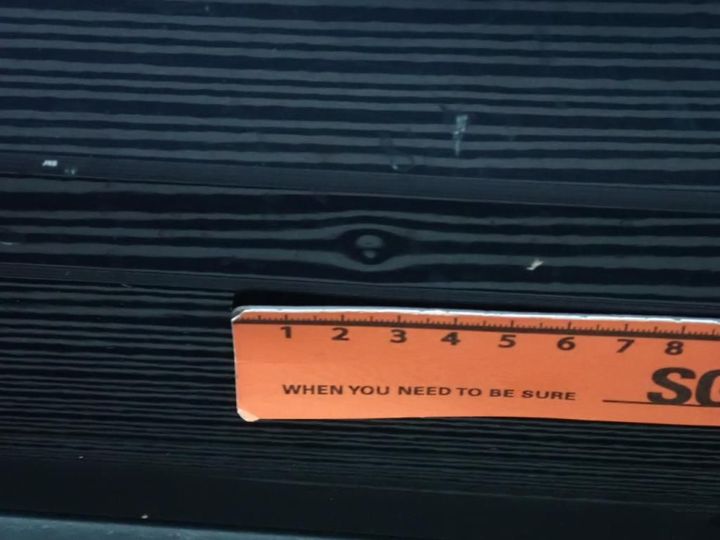 1 2 3 4 5 6 7 8
WHEN YOU NEED TO BE SURE